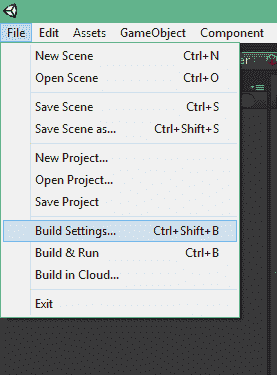 File Edit Assets GameObject Component
New Scene Ctrl+N
Open Scene Ctrl+O
Save Scene Ctrl+S
Save Scene as... Ctrl+Shift+S
New Project...
Open Project...
Save Project
Build Settings... Ctrl+Shift+B
Build & Run Ctrl+B
Build in Cloud...
Exit